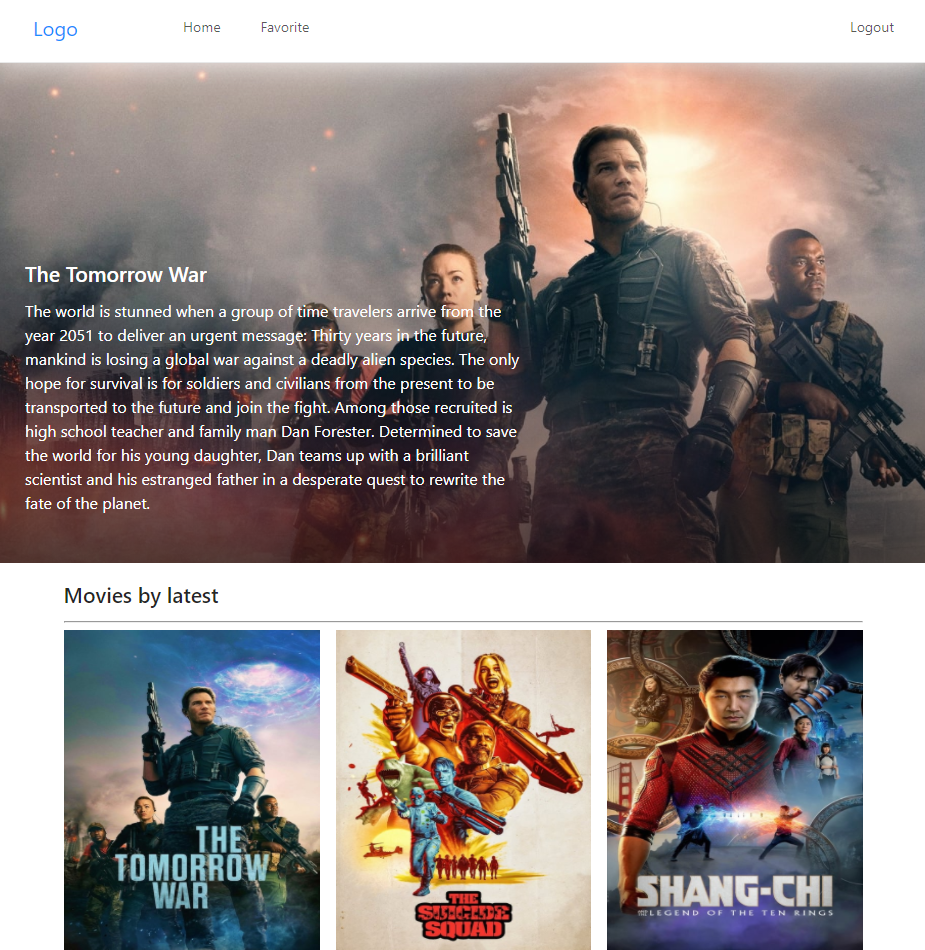 Logo
Home
Favorite
Logout
The Tomorrow War
The world is stunned when a group of time travelers arrive from the
year 2051 to deliver an urgent message: Thirty years in the future,
mankind is losing a global war against a deadly alien species. The only
hope for survival is for soldiers and civilians from the present to be
transported to the future and join the fight. Among those recruited is
high school teacher and family man Dan Forester. Determined to save
the world for his young daughter, Dan teams up with a brilliant
scientist and his estranged father in a desperate quest to rewrite the
fate of the planet.
Movies by latest
THE
TOMORROW
WAR
THE
SUICIDE
SQUAD
SHANG-CHI
AND THE LEGEND OF THE TEN RINGS